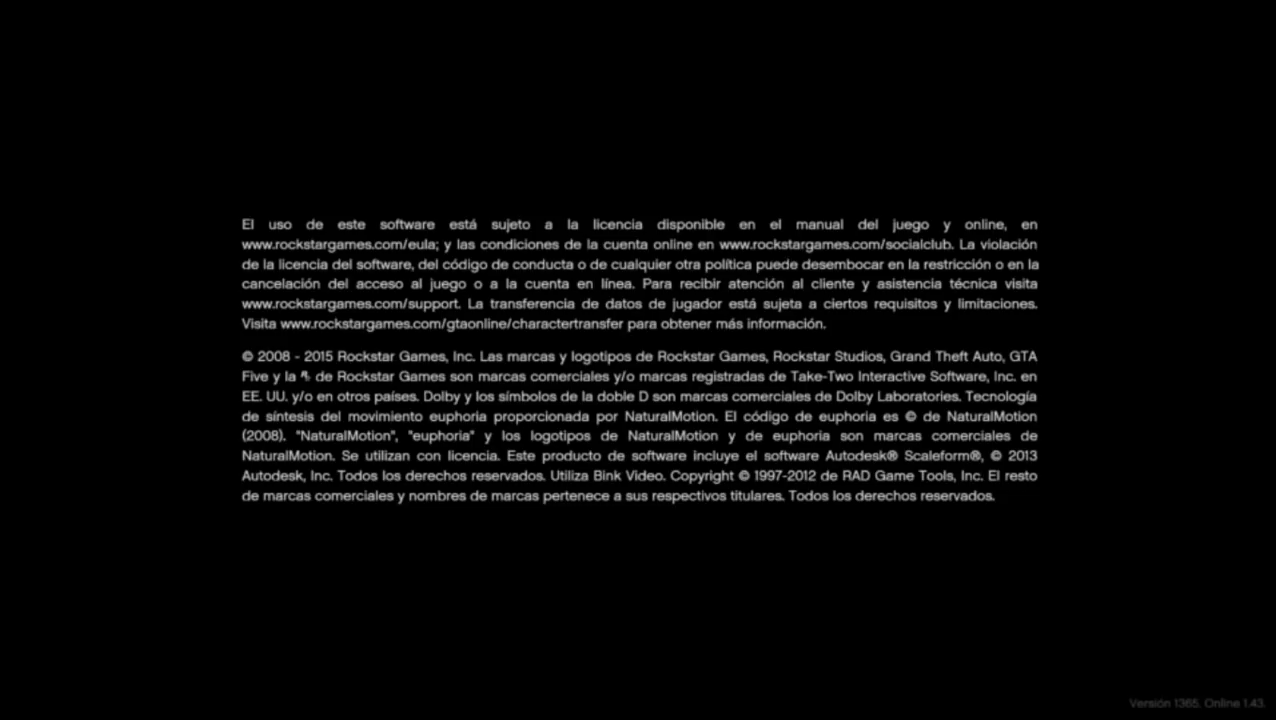 El uso de este software está sujeto a la licencia disponible en el manual del juego y online, en
www.rockstargames.com/eula; y las condiciones de la cuenta online en www.rockstargames.com/socialclub. La violación
de la licencia del software, del código de conducta o de cualquier otra política puede desembocar en la restricción o en la
cancelación del acceso al juego o a la cuenta en línea. Para recibir atención al cliente y asistencia técnica visita
www.rockstargames.com/support. La transferencia de datos de jugador está sujeta a ciertos requisitos y limitaciones.
Visita www.rockstargames.com/gtaonline/charactertransfer para obtener más información.
© 2008 - 2015 Rockstar Games, Inc. Las marcas y logotipos de Rockstar Games, Rockstar Studios, Grand Theft Auto, GTA
Five y la de Rockstar Games son marcas comerciales y/o marcas registradas de Take-Two Interactive Software, Inc. en
EE. UU. y/o en otros países. Dolby y los símbolos de la doble D son marcas comerciales de Dolby Laboratories. Tecnología
de síntesis del movimiento euphoria proporcionada por NaturalMotion. El código de euphoria es © de NaturalMotion
(2008). "NaturalMotion", "euphoria" y los logotipos de NaturalMotion y de euphoria son marcas comerciales de
NaturalMotion. Se utilizan con licencia. Este producto de software incluye el software Autodesk® Scaleform®, © 2013
Autodesk, Inc. Todos los derechos reservados. Utiliza Bink Video. Copyright © 1997-2012 de RAD Game Tools, Inc. El resto
de marcas comerciales y nombres de marcas pertenece a sus respectivos titulares. Todos los derechos reservados.
Versión 1365. Online 1.43.